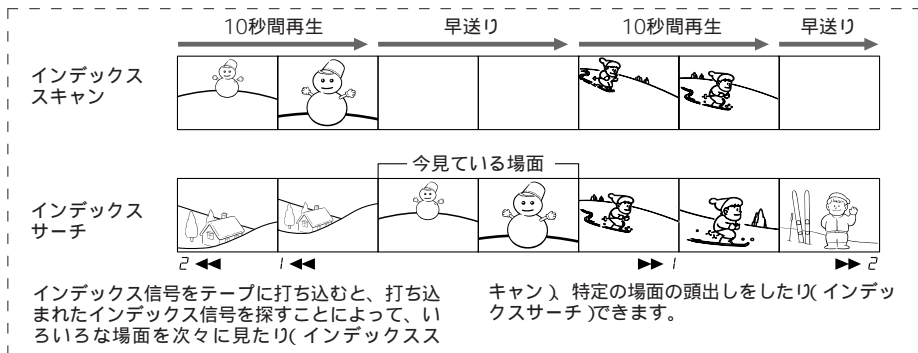 10秒間再生 早送り 10秒間再生 早送り
インデックス
スキャン
今見ている場面
インデックス
サーチ
2 ◀◀ 1 ◀◀ ▶▶ 1 ▶▶ 2
インデックス信号をテープに打ち込むと、打ち込
まれたインデックス信号を探すことによって、い
ろいろな場面を次々に見たり(インデックスス
キャン)、特定の場面の頭出しをしたり(インデッ
クスサーチ)できます。